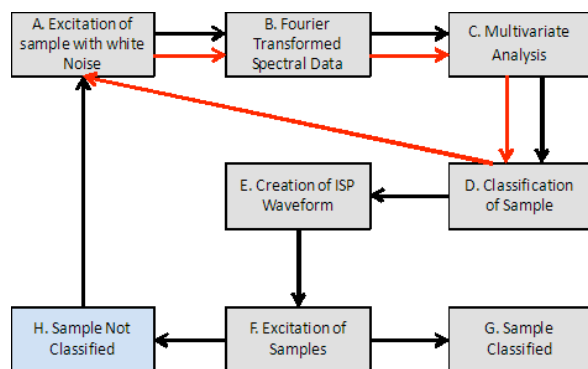 A. Excitation of
sample with white
Noise
B. Fourier
Transformed
Spectral Data
C. Multivariate
Analysis
E. Creation of ISP
Waveform
D. Classification
of Sample
H. Sample Not
Classified
F. Excitation of
Samples
G. Sample
Classified